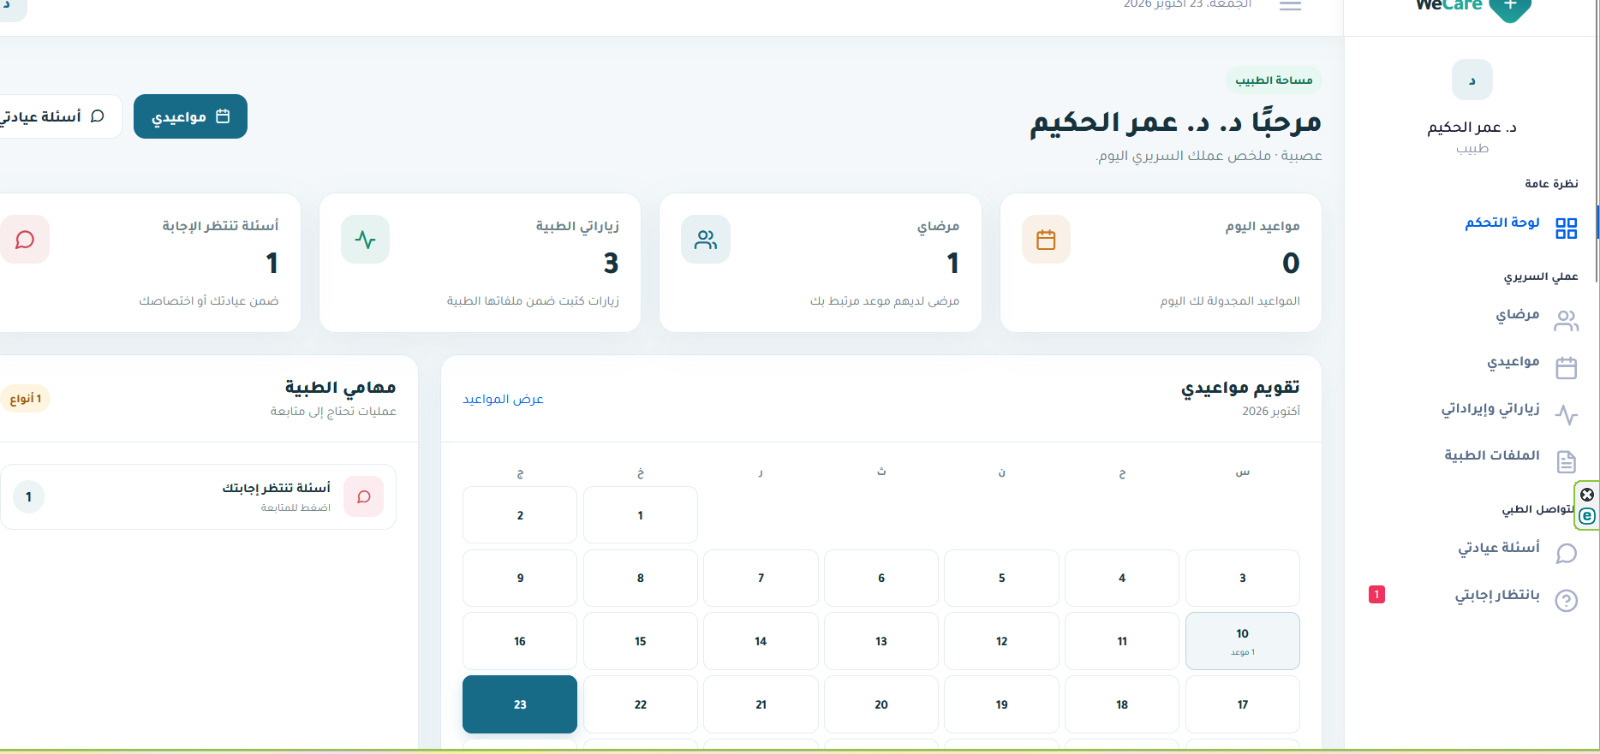 WeCare
الجمعة، 23 أكتوبر 2026
د
د
د. عمر الحكيم
طبيب
نظرة عامة
لوحة التحكم
عملي السريري
مرضاي
مواعيدي
زياراتي وإيراداتي
الملفات الطبية
التواصل الطبي
أسئلة عيادتي
بانتظار إجابتي
1
مساحة الطبيب
مرحبًا د. د. عمر الحكيم
عصبية · ملخص عملك السريري اليوم.
مواعيدي
أسئلة عيادتي
مواعيد اليوم
0
المواعيد المجدولة لك اليوم
مرضاي
1
مرضى لديهم موعد مرتبط بك
زياراتي الطبية
3
زيارات كتبت ضمن ملفاتها الطبية
أسئلة تنتظر الإجابة
1
ضمن عيادتك أو اختصاصك
تقويم مواعيدي
عرض المواعيد
أكتوبر 2026
س ح ن ث ر خ ج
1 2
3 4 5 6 7 8 9
10 11 12 13 14 15 16
1 موعد
17 18 19 20 21 22 23
مهامي الطبية
1 أنواع
عمليات تحتاج إلى متابعة
أسئلة تنتظر إجابتك
1
اضغط للمتابعة